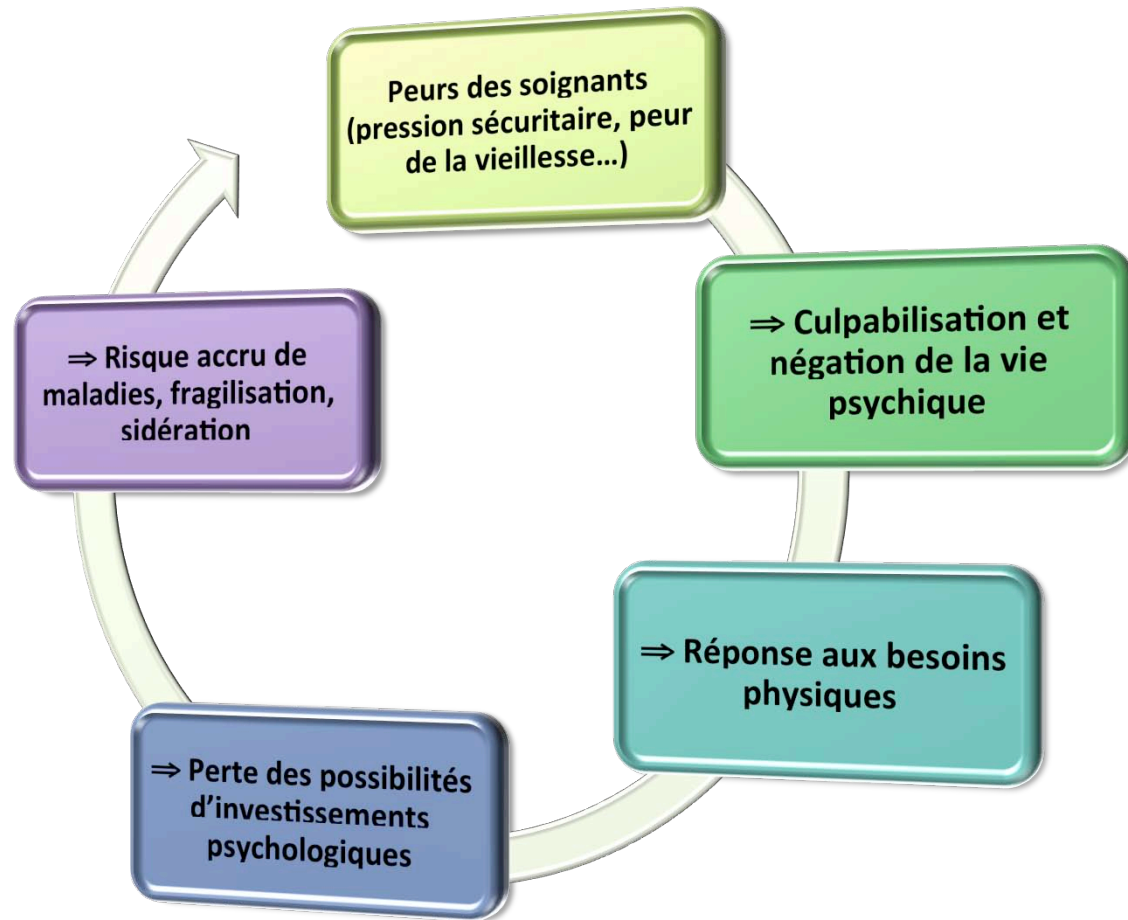 Peurs des soignants
(pression sécuritaire, peur
de la vieillesse...)
⇒ Culpabilisation et
négation de la vie
psychique
⇒ Réponse aux besoins
physiques
⇒ Perte des possibilités
d'investissements
psychologiques
⇒ Risque accru de
maladies, fragilisation,
sidération